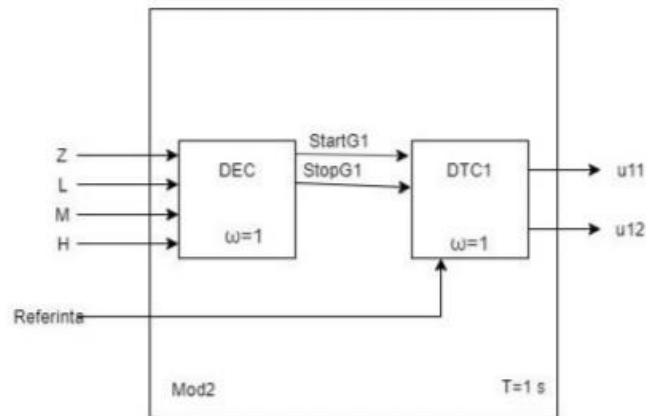 StartG1
Z
DEC
StopG1
DTC1
u11
L
M
ω=1
ω=1
u12
H
Referinta
Mod2
T=1 s